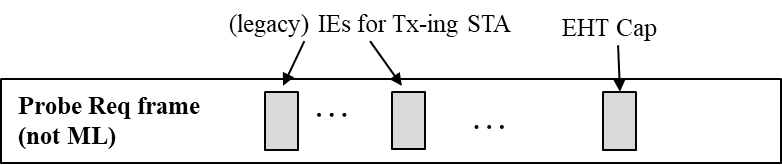 (legacy) IEs for Tx-ing STA
EHT Cap
Probe Req frame
(not ML)
...
...